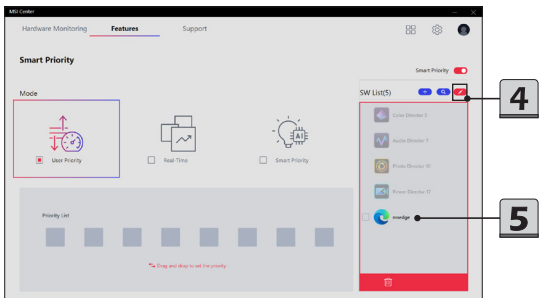 MSI Center
Hardware Monitoring Features Support
Smart Priority
Smart Priority
Mode
SW List(5)
4
Color Director 5
Audio Director 7
Photo Director 10
Power Director 17
User Priority Real-Time Smart Priority
msedge
5
Priority List
Drag and drop to set the priority